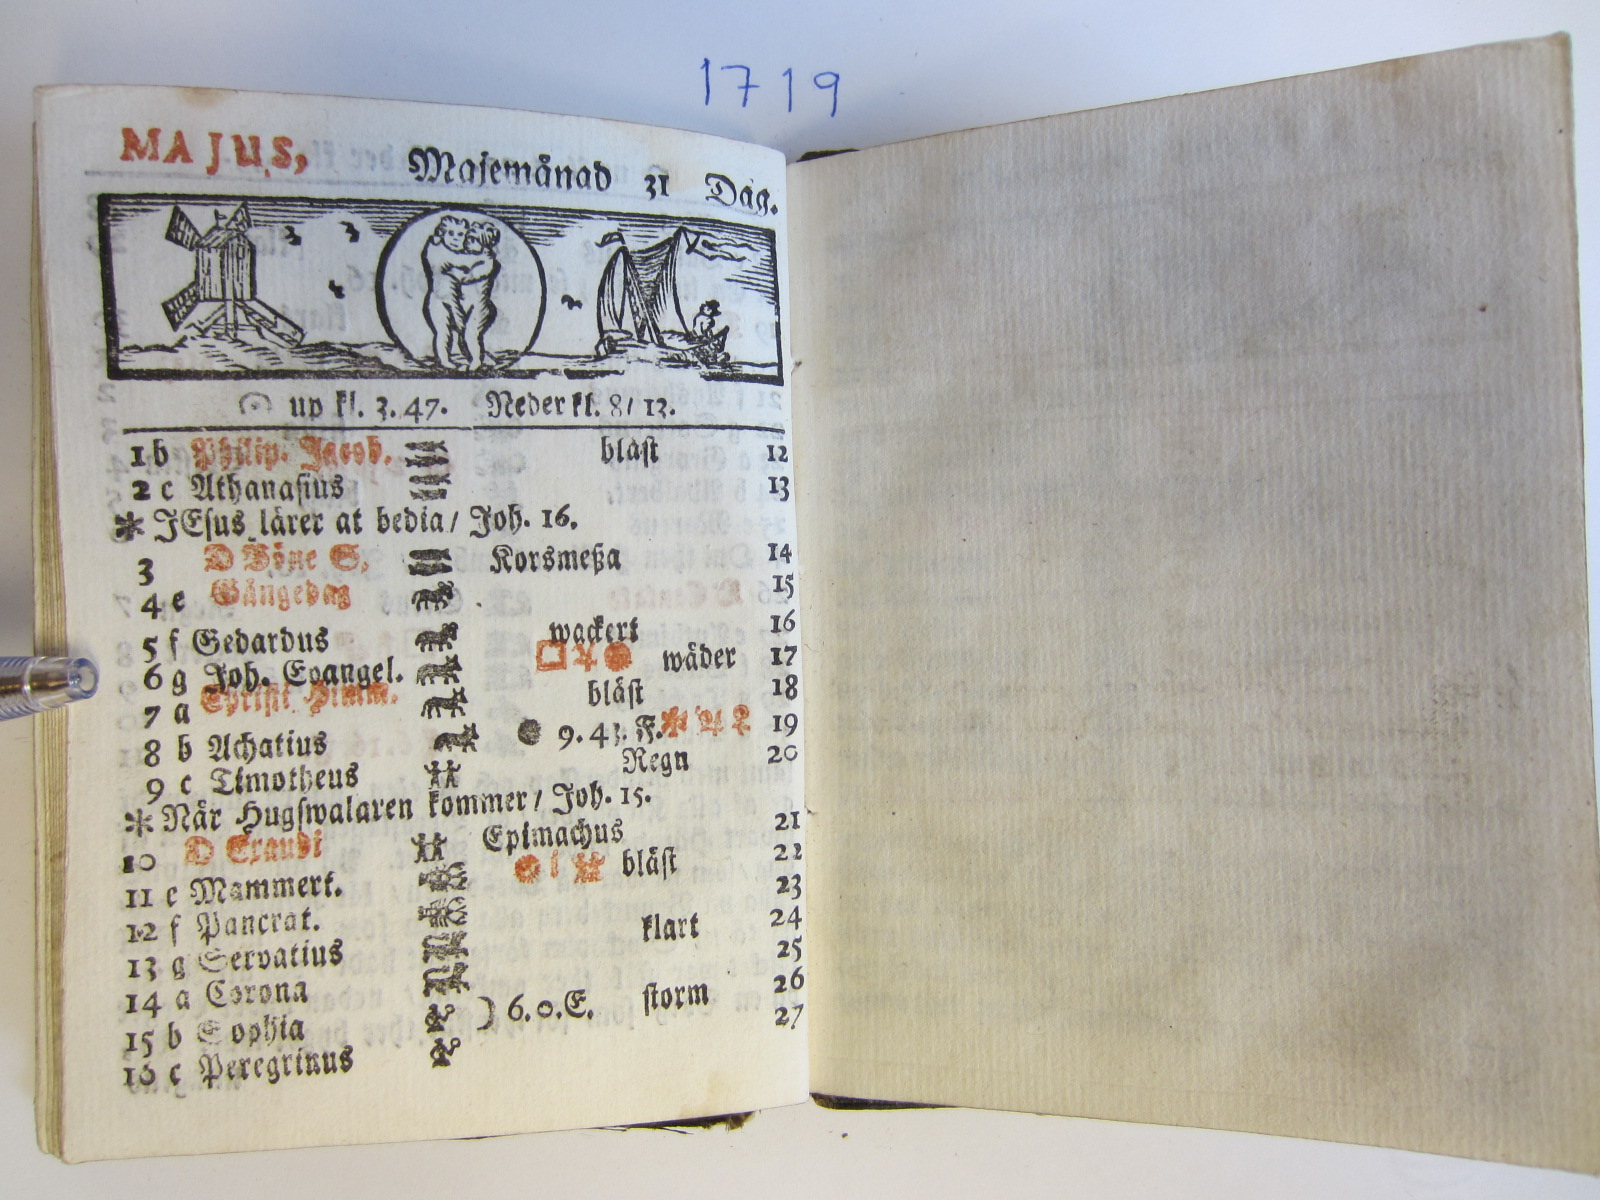 1719
MAJUS, Majemånad 31 Dag.
up kl. 3. 47. Neder kl. 8/ 13.
1 b Philip. Jacob. blåst 12
2 c Athanasius 13
* JEsus lärer at bedia / Joh. 16.
3 D Böne S. Korsmeßa 14
4 e Gångedag 15
5 f Gedardus wackert 16
6 g Joh. Evangel. wäder 17
7 a Christi Himm. blåst 18
8 b Achatius 9. 43. F. 19
9 c Timotheus Regn 20
* När Hugswalaren kommer / Joh. 15.
10 D Exaudi Epimachus 21
11 e Mammert. blåst 22
12 f Pancrat. 23
13 g Servatius klart 24
14 a Corona 25
15 b Sophia ) 6. 0. E. storm 26
16 c Peregrinus 27